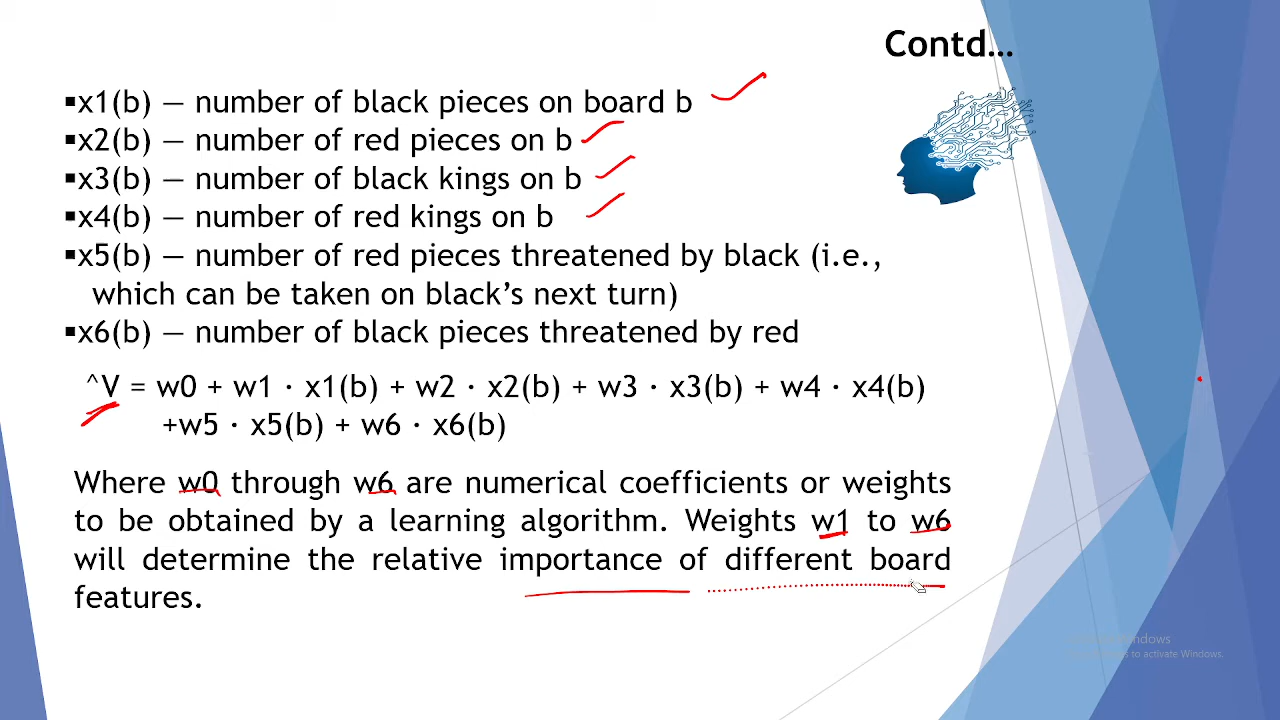 Contd...
▪x1(b) — number of black pieces on board b
▪x2(b) — number of red pieces on b
▪x3(b) — number of black kings on b
▪x4(b) — number of red kings on b
▪x5(b) — number of red pieces threatened by black (i.e.,
which can be taken on black's next turn)
▪x6(b) — number of black pieces threatened by red
^V = w0 + w1 · x1(b) + w2 · x2(b) + w3 · x3(b) + w4 · x4(b)
+w5 · x5(b) + w6 · x6(b)
Where w0 through w6 are numerical coefficients or weights
to be obtained by a learning algorithm. Weights w1 to w6
will determine the relative importance of different board
features.
to activate Windows.